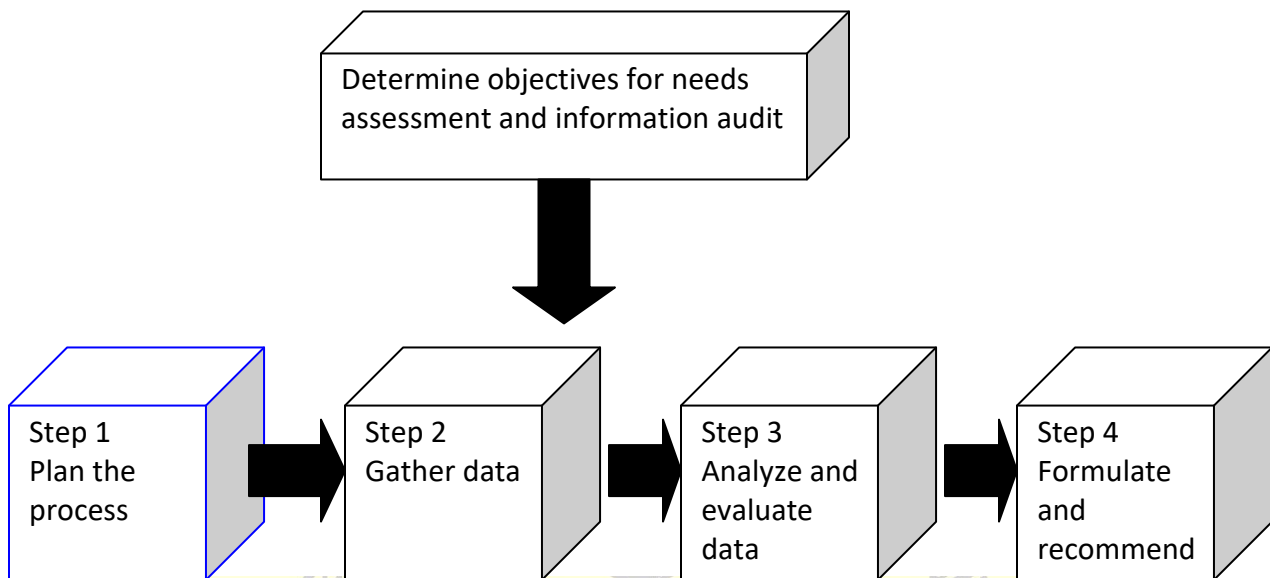 Determine objectives for needs
assessment and information audit
Step 1
Plan the
process
Step 2
Gather data
Step 3
Analyze and
evaluate
data
Step 4
Formulate
and
recommend